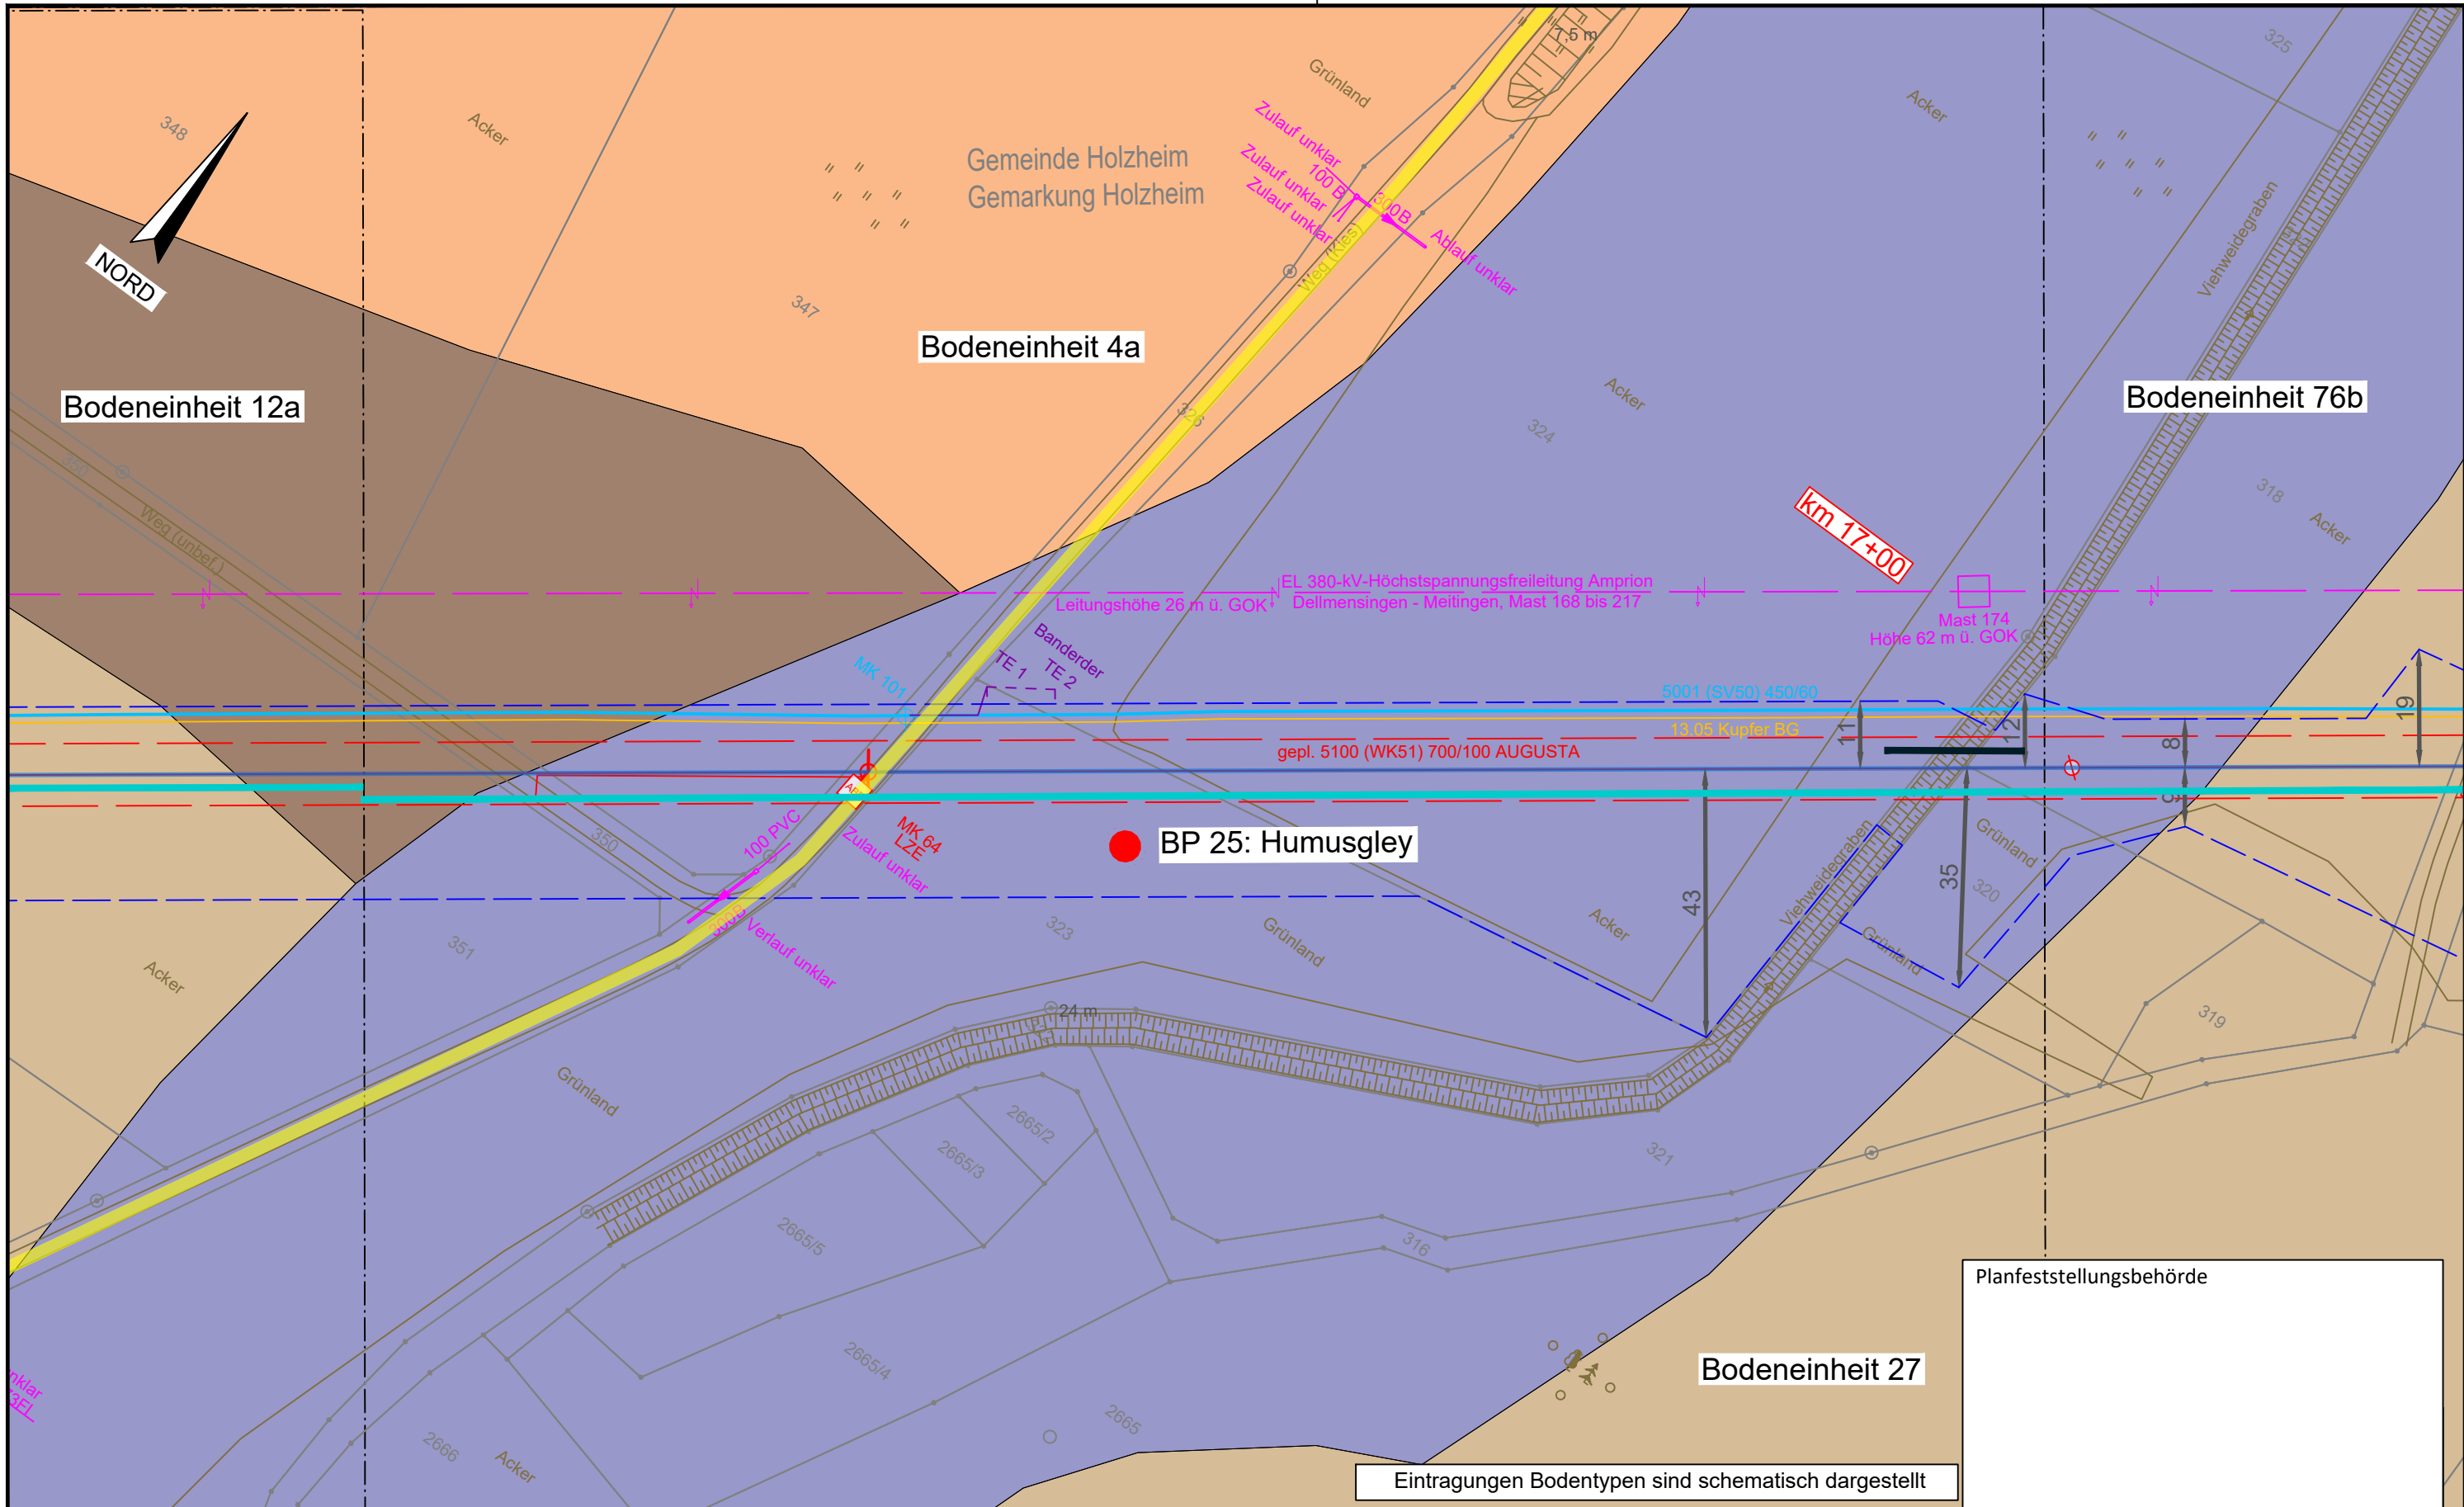 7,5 m
325
Grünland
Acker
348
Acker
Zulauf unklar
100 B
Zulauf unklar
Zulauf unklar
300B
Ablauf unklar
Gemeinde Holzheim
Gemarkung Holzheim
NORD
Weg (Kies)
Viehweidegraben
347
Bodeneinheit 4a
Bodeneinheit 12a
Bodeneinheit 76b
326
Acker
324
350
Weg (unbef.)
318
Acker
km 17+00
EL 380-kV-Höchstspannungsfreileitung Amprion
Leitungshöhe 26 m ü. GOK
Dellmensingen - Meitingen, Mast 168 bis 217
Mast 174
Höhe 62 m ü. GOK
Banderder
TE 1
TE 2
MK 101
5001 (SV50) 450/60
13.05 Kupfer BG
gepl. 5100 (WK51) 700/100 AUGUSTA
11
12
8
19
9
100 PVC
350
MK 64
LZE
Zulauf unklar
BP 25: Humusgley
Viehweidegraben
Grünland
43
35
320
351
Acker
300B
Verlauf unklar
323
Grünland
Acker
Grünland
24 m
319
Grünland
2665/2
2665/3
321
2665/5
316
Planfeststellungsbehörde
2665/4
Bodeneinheit 27
nklar
2665
2666
Acker
Eintragungen Bodentypen sind schematisch dargestellt